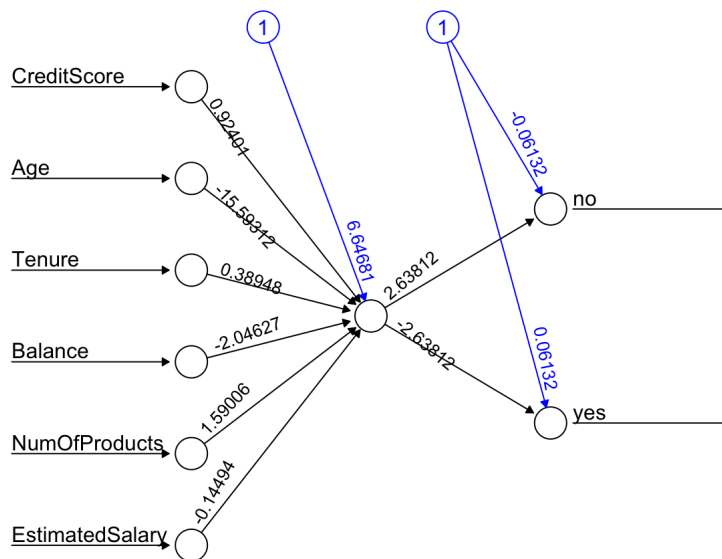 1
1
CreditScore
0.92401
-0.06132
Age
-15.59312
no
6.64681
Tenure
0.38948
2.63812
Balance
-2.04627
-2.63812
0.06132
NumOfProducts
1.59006
yes
EstimatedSalary
-0.14494